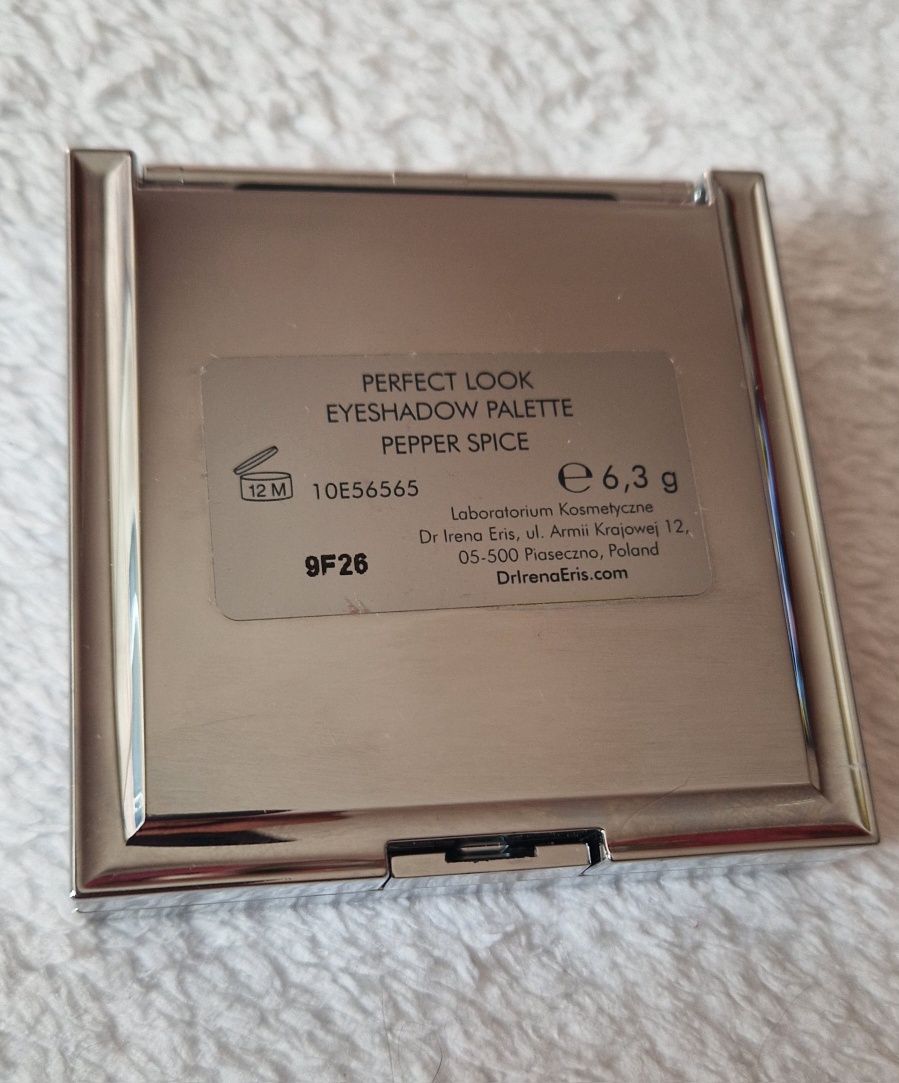 PERFECT LOOK
EYESHADOW PALETTE
PEPPER SPICE
12 M 10E56565 e 6,3 g
Laboratorium Kosmetyczne
Dr Irena Eris, ul. Armii Krajowej 12,
05-500 Piaseczno, Poland
9F26
DrIrenaEris.com